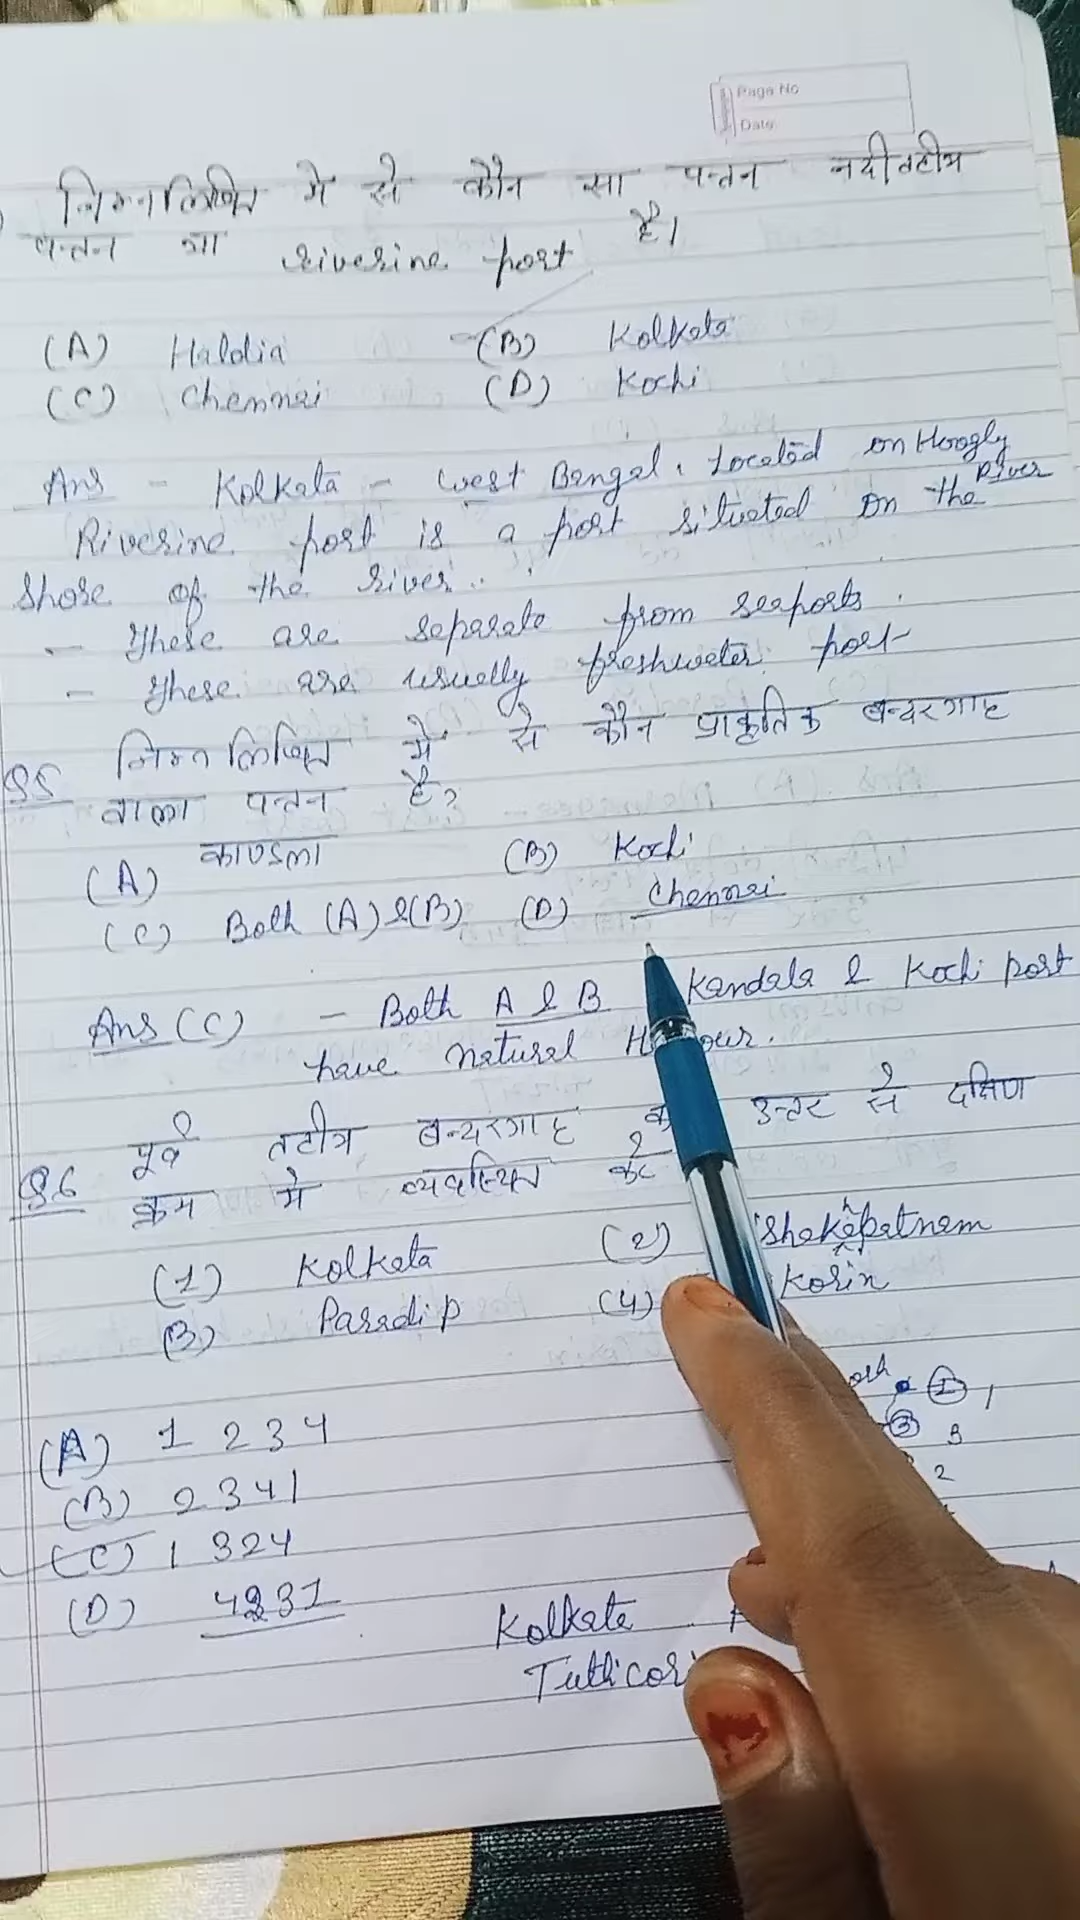 Page No
Date
निम्नलिखित मे से कौन सा पत्तन नदीतटीय
पत्तन या riverine port है।
(A) Haldia (B) Kolkata
(C) Chennai (D) Kochi
Ans - Kolkata - west Bengal. Located on Hoogly River
Riverine port is a port situated on the
shore of the river.
- These are separate from seaports.
- These are usually freshwater port
Q5 निम्न लिखित में से कौन प्राकृतिक बन्दरगाह
वाला पत्तन है?
(A) काण्डला (B) Kochi
(C) Both (A) & (B) (D) Chennai
Ans (C) - Both A & B Kandala & Kochi port
have natural
Q6 पूर्व तटीय बन्दरगाह उत्तर से दक्षिण
क्रम मे व्यवस्थित
(1) Kolkata (2)
(3) Paradip (4)
(A) 1 2 3 4
(B) 2 3 4 1
(C) 1 3 2 4
(D) 4 2 3 1
Kolkata